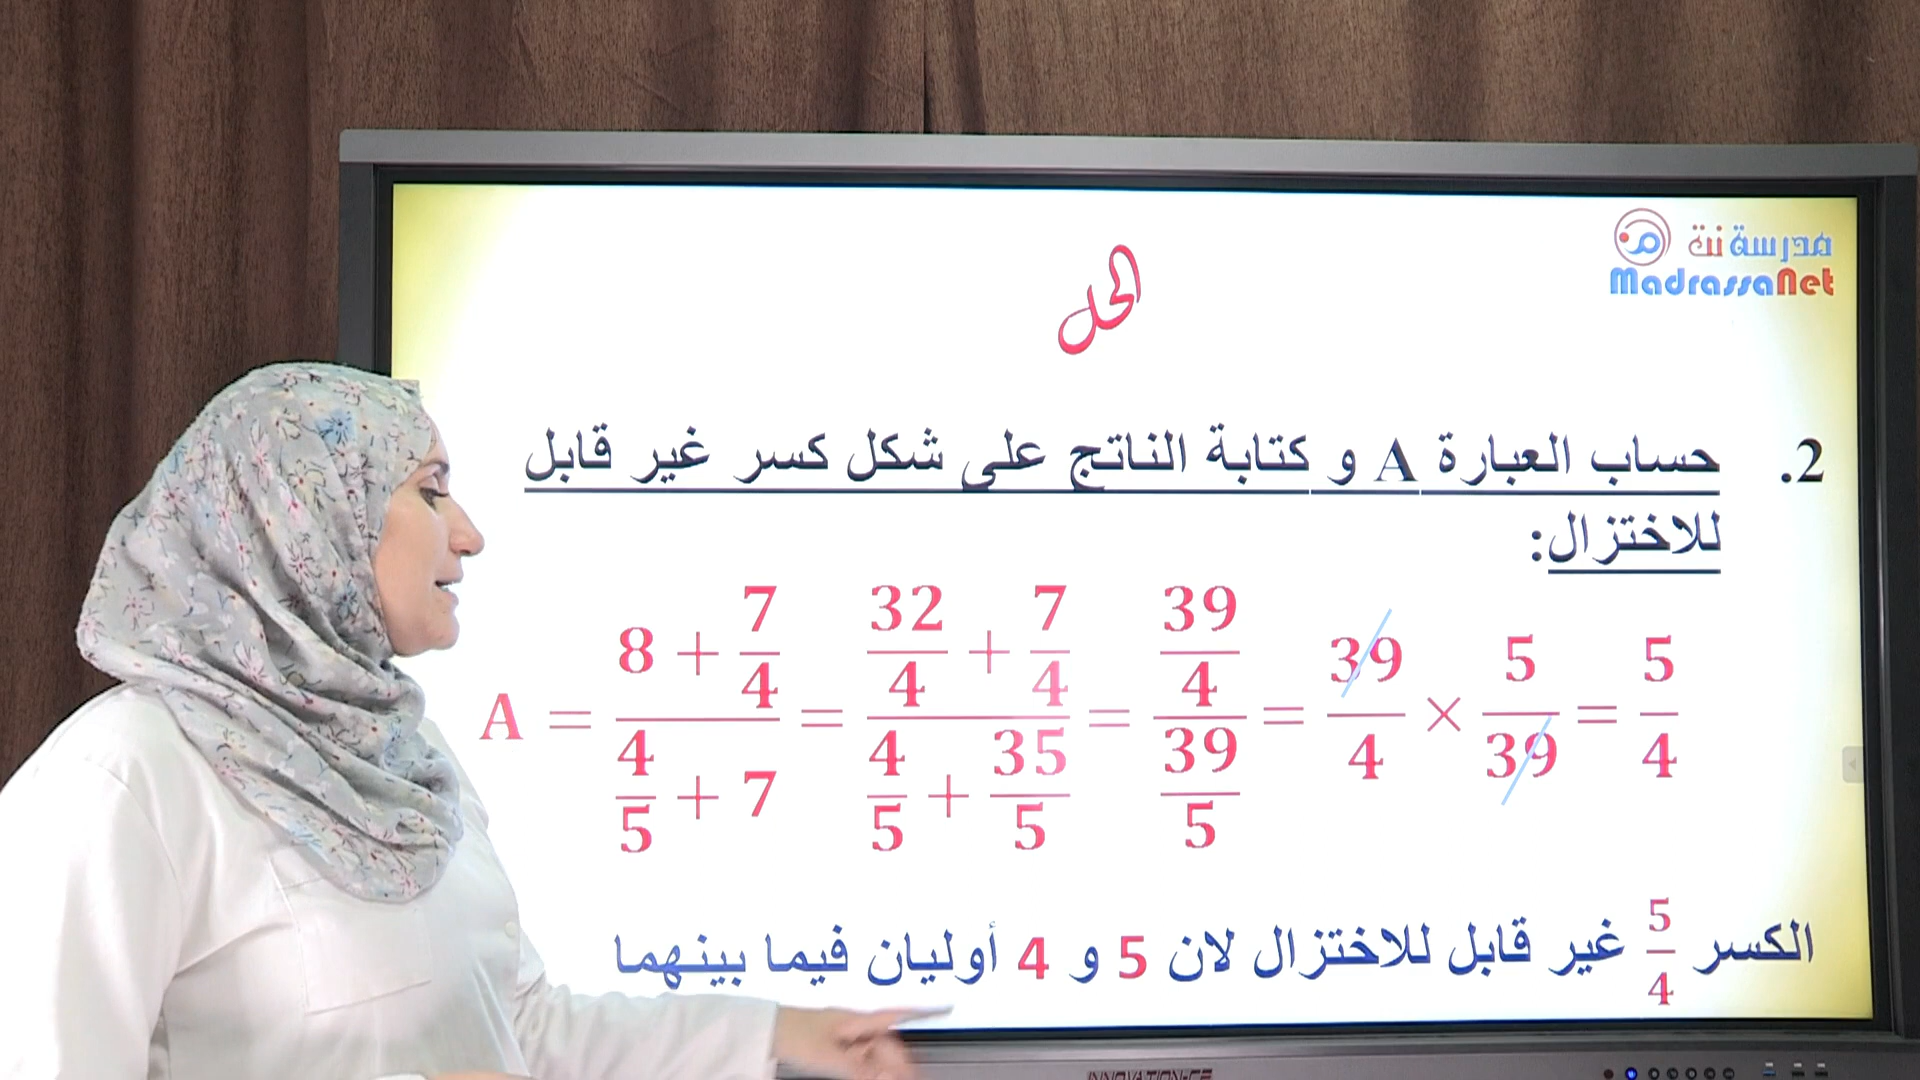 مدرسة نت
MadrassaNet
الحل
2. حساب العبارة A و كتابة الناتج على شكل كسر غير قابل
للاختزال:
A = (8 + 7/4)/(4/5 + 7) = (32/4 + 7/4)/(4/5 + 35/5) = (39/4)/(39/5) = 39/4 × 5/39 = 5/4
الكسر 5/4 غير قابل للاختزال لان 5 و 4 أوليان فيما بينهما